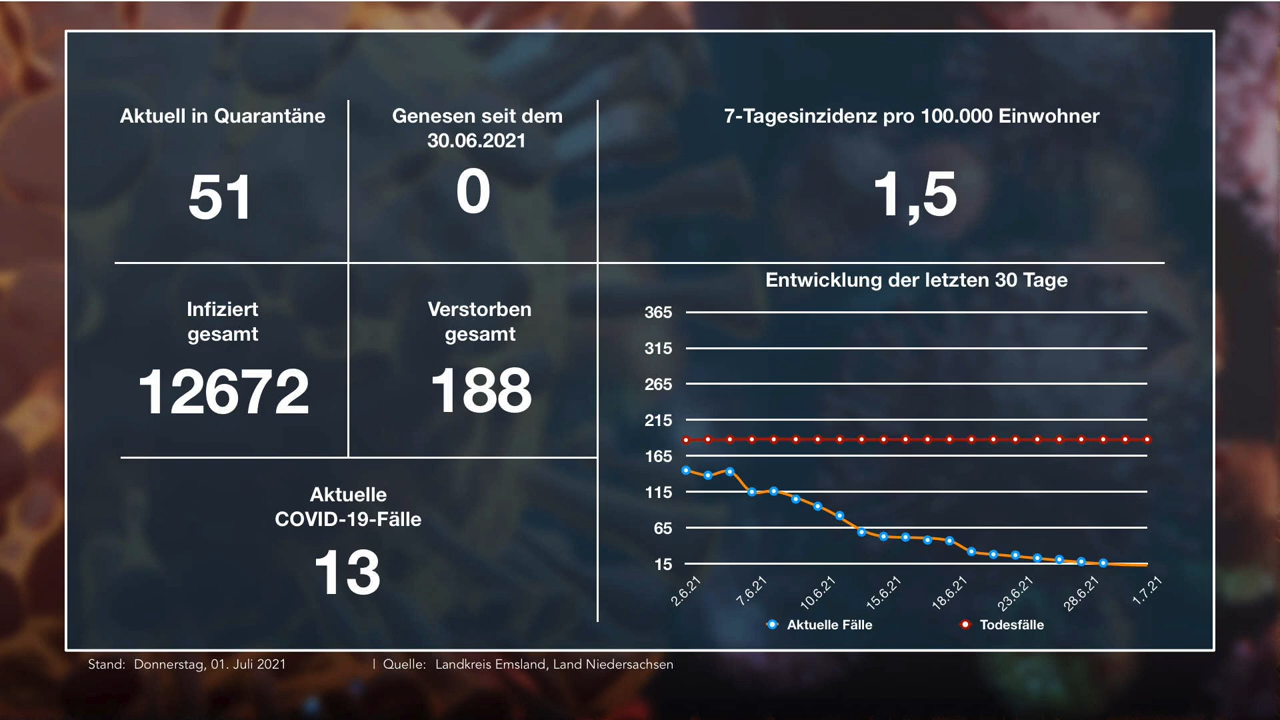 Aktuell in Quarantäne
51
Genesen seit dem
30.06.2021
0
7-Tagesinzidenz pro 100.000 Einwohner
1,5
Infiziert
gesamt
12672
Verstorben
gesamt
188
Aktuelle
COVID-19-Fälle
13
Entwicklung der letzten 30 Tage
365
315
265
215
165
115
65
15
2.6.21
7.6.21
10.6.21
15.6.21
18.6.21
23.6.21
28.6.21
1.7.21
Aktuelle Fälle
Todesfälle
Stand: Donnerstag, 01. Juli 2021 | Quelle: Landkreis Emsland, Land Niedersachsen